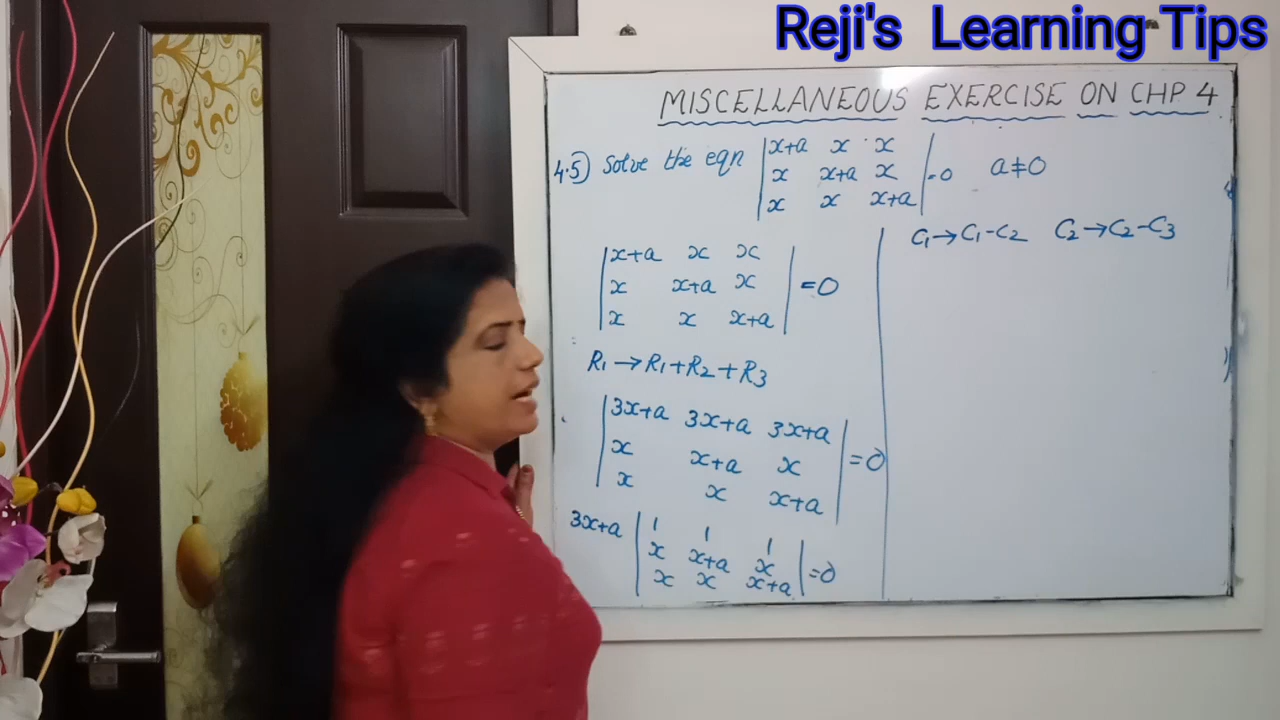 Reji's Learning Tips
MISCELLANEOUS EXERCISE ON CHP 4
4.5) Solve the eqn | x+a x x | = 0 a≠0
| x x+a x |
| x x x+a |
C₁→C₁-C₂ C₂→C₂-C₃
| x+a x x |
| x x+a x | =0
| x x x+a |
R₁→R₁+R₂+R₃
| 3x+a 3x+a 3x+a |
| x x+a x | =0
| x x x+a |
3x+a | 1 1 1 |
| x x+a x | =0
| x x x+a |